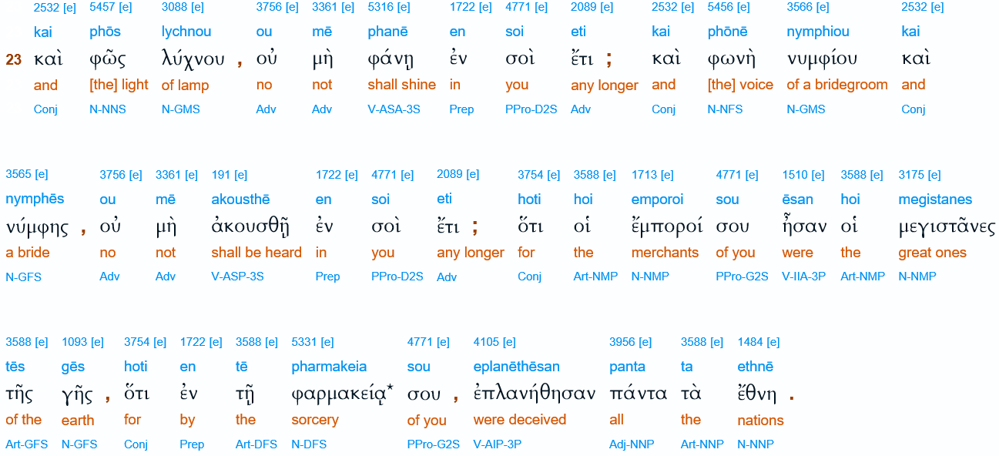 2532 [e] 5457 [e] 3088 [e] 3756 [e] 3361 [e] 5316 [e] 1722 [e] 4771 [e] 2089 [e] 2532 [e] 5456 [e] 3566 [e] 2532 [e]
kai phōs lychnou ou mē phanē en soi eti kai phōnē nymphiou kai
23 καὶ φῶς λύχνου , οὐ μὴ φάνῃ ἐν σοὶ ἔτι ; καὶ φωνὴ νυμφίου καὶ
and [the] light of lamp no not shall shine in you any longer and [the] voice of a bridegroom and
Conj N-NNS N-GMS Adv Adv V-ASA-3S Prep PPro-D2S Adv Conj N-NFS N-GMS Conj
3565 [e] 3756 [e] 3361 [e] 191 [e] 1722 [e] 4771 [e] 2089 [e] 3754 [e] 3588 [e] 1713 [e] 4771 [e] 1510 [e] 3588 [e] 3175 [e]
nymphēs ou mē akousthē en soi eti hoti hoi emporoi sou ēsan hoi megistanes
νύμφης , οὐ μὴ ἀκουσθῇ ἐν σοὶ ἔτι ; ὅτι οἱ ἔμποροί σου ἦσαν οἱ μεγιστᾶνες
a bride no not shall be heard in you any longer for the merchants of you were the great ones
N-GFS Adv Adv V-ASP-3S Prep PPro-D2S Adv Conj Art-NMP N-NMP PPro-G2S V-IIA-3P Art-NMP N-NMP
3588 [e] 1093 [e] 3754 [e] 1722 [e] 3588 [e] 5331 [e] 4771 [e] 4105 [e] 3956 [e] 3588 [e] 1484 [e]
tēs gēs hoti en tē pharmakeia sou eplanēthēsan panta ta ethnē
τῆς γῆς , ὅτι ἐν τῇ φαρμακείᾳ* σου , ἐπλανήθησαν πάντα τὰ ἔθνη .
of the earth for by the sorcery of you were deceived all the nations
Art-GFS N-GFS Conj Prep Art-DFS N-DFS PPro-G2S V-AIP-3P Adj-NNP Art-NNP N-NNP